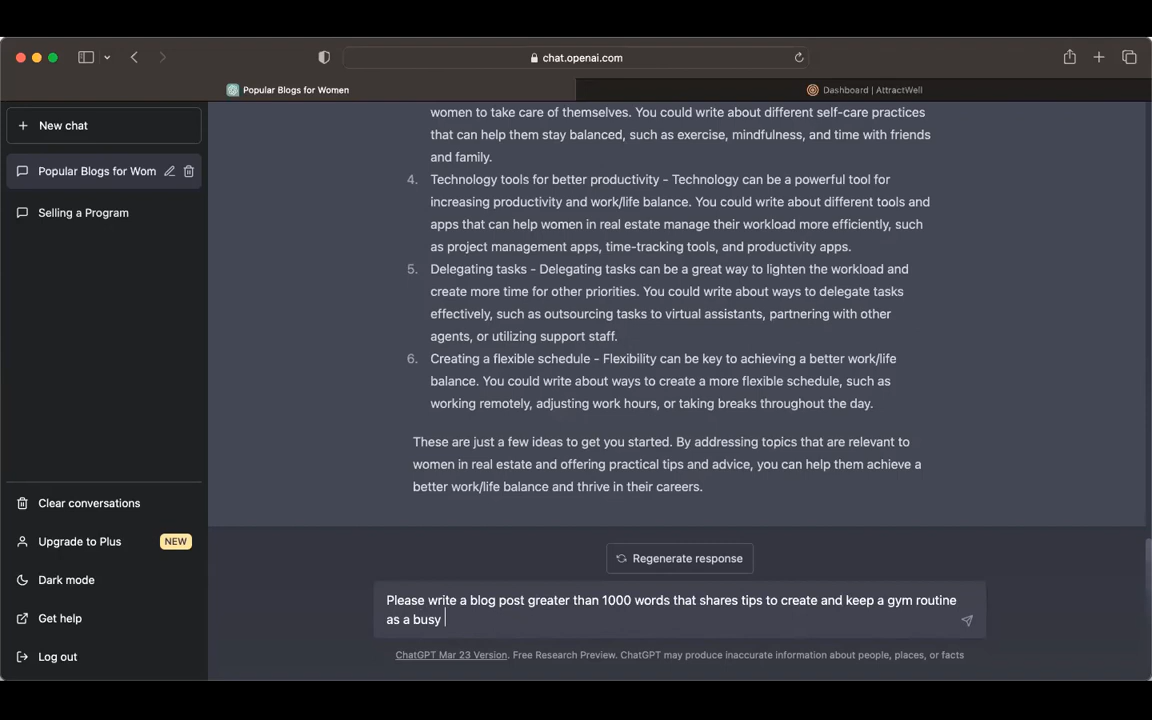 chat.openai.com
Popular Blogs for Women
Dashboard | AttractWell
New chat
Popular Blogs for Wom
Selling a Program
Clear conversations
Upgrade to Plus NEW
Dark mode
Get help
Log out
women to take care of themselves. You could write about different self-care practices
that can help them stay balanced, such as exercise, mindfulness, and time with friends
and family.
4. Technology tools for better productivity - Technology can be a powerful tool for
increasing productivity and work/life balance. You could write about different tools and
apps that can help women in real estate manage their workload more efficiently, such
as project management apps, time-tracking tools, and productivity apps.
5. Delegating tasks - Delegating tasks can be a great way to lighten the workload and
create more time for other priorities. You could write about ways to delegate tasks
effectively, such as outsourcing tasks to virtual assistants, partnering with other
agents, or utilizing support staff.
6. Creating a flexible schedule - Flexibility can be key to achieving a better work/life
balance. You could write about ways to create a more flexible schedule, such as
working remotely, adjusting work hours, or taking breaks throughout the day.
These are just a few ideas to get you started. By addressing topics that are relevant to
women in real estate and offering practical tips and advice, you can help them achieve a
better work/life balance and thrive in their careers.
Regenerate response
Please write a blog post greater than 1000 words that shares tips to create and keep a gym routine
as a busy
ChatGPT Mar 23 Version. Free Research Preview. ChatGPT may produce inaccurate information about people, places, or facts